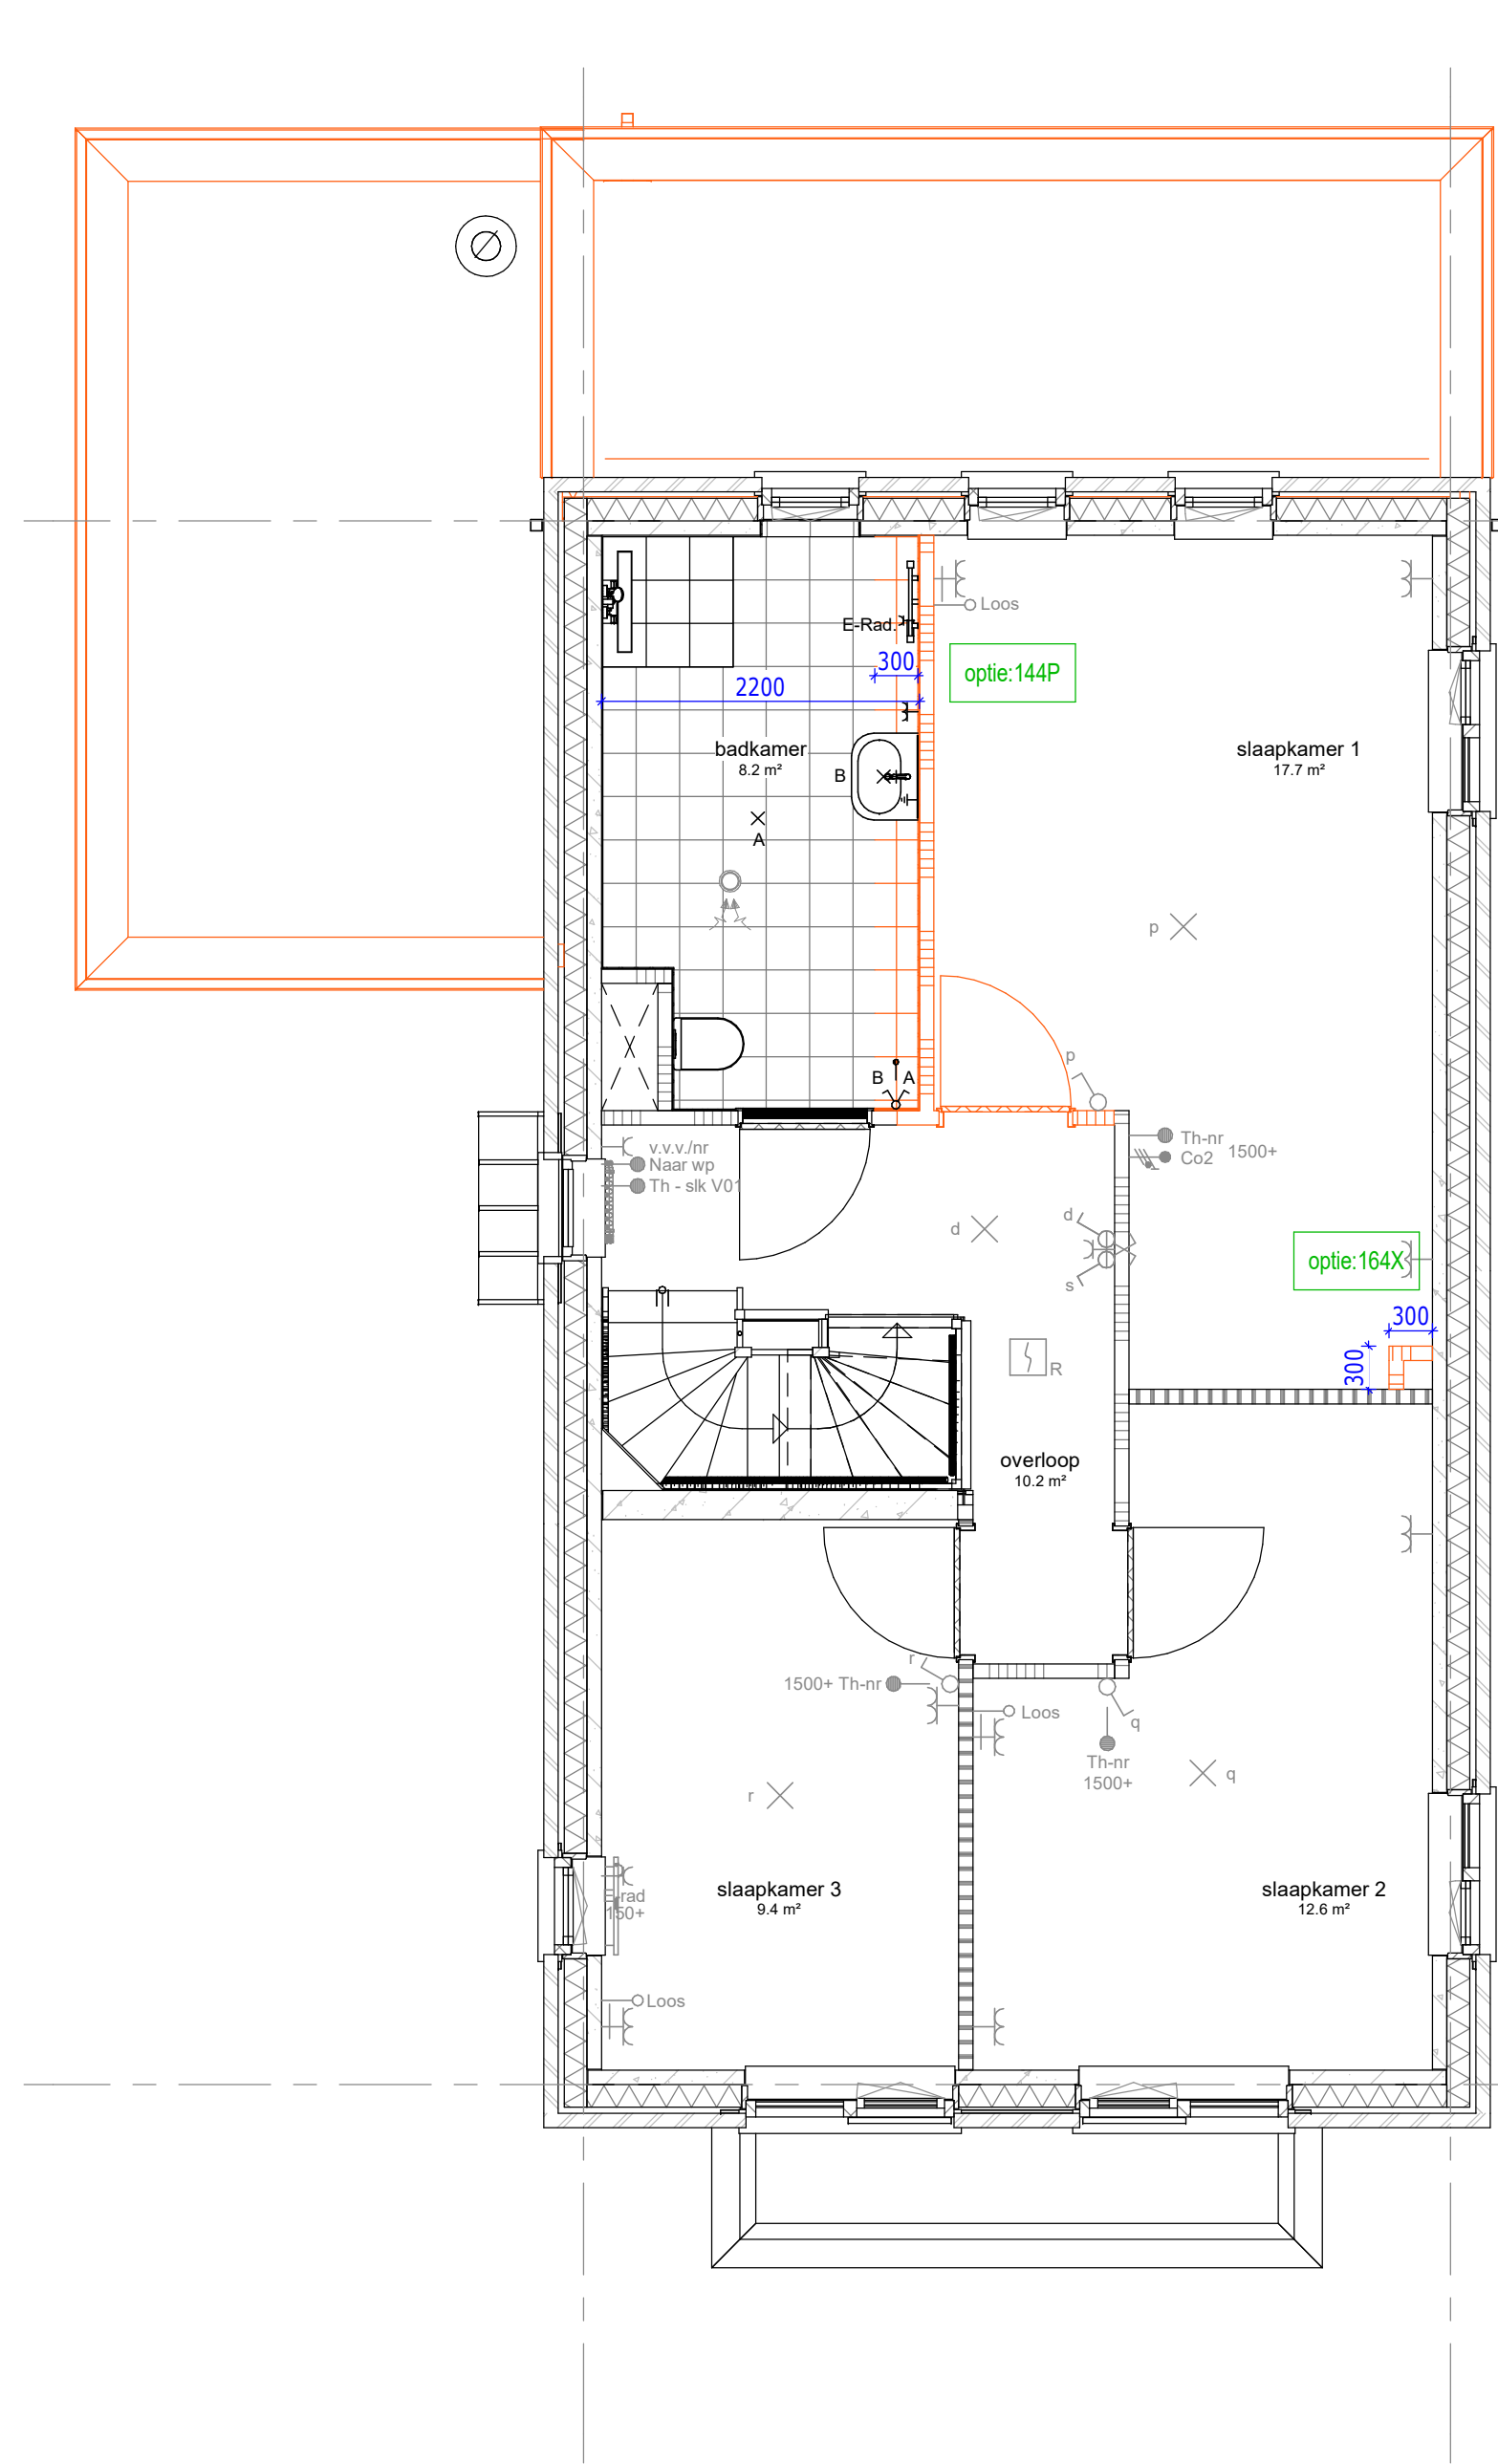 Loos
E-Rad.
300
optie:144P
2200
badkamer
8.2 m²
slaapkamer 1
17.7 m²
B
A
p
p
B A
v.v.v./nr
Naar wp
Th - slk V01
Th-nr
Co2
1500+
d
d
s
optie:164X
300
300
R
overloop
10.2 m²
r
1500+ Th-nr
Loos
q
Th-nr
1500+
r
q
slaapkamer 3
9.4 m²
slaapkamer 2
12.6 m²
E-rad
150+
Loos